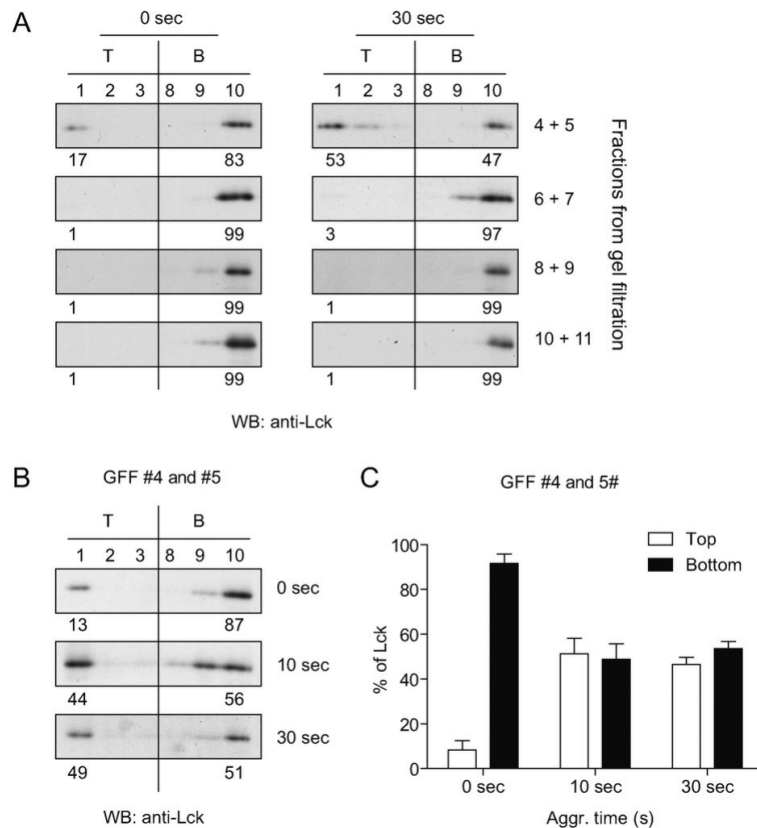 A
0 sec
30 sec
T B
T B
1 2 3 8 9 10
1 2 3 8 9 10
4 + 5
17 83
53 47
6 + 7
1 99
3 97
8 + 9
1 99
1 99
10 + 11
1 99
1 99
Fractions from gel filtration
WB: anti-Lck
B
GFF #4 and #5
T B
1 2 3 8 9 10
0 sec
13 87
10 sec
44 56
30 sec
49 51
WB: anti-Lck
C
GFF #4 and 5#
Top
Bottom
100
80
60
40
20
0
% of Lck
0 sec 10 sec 30 sec
Aggr. time (s)